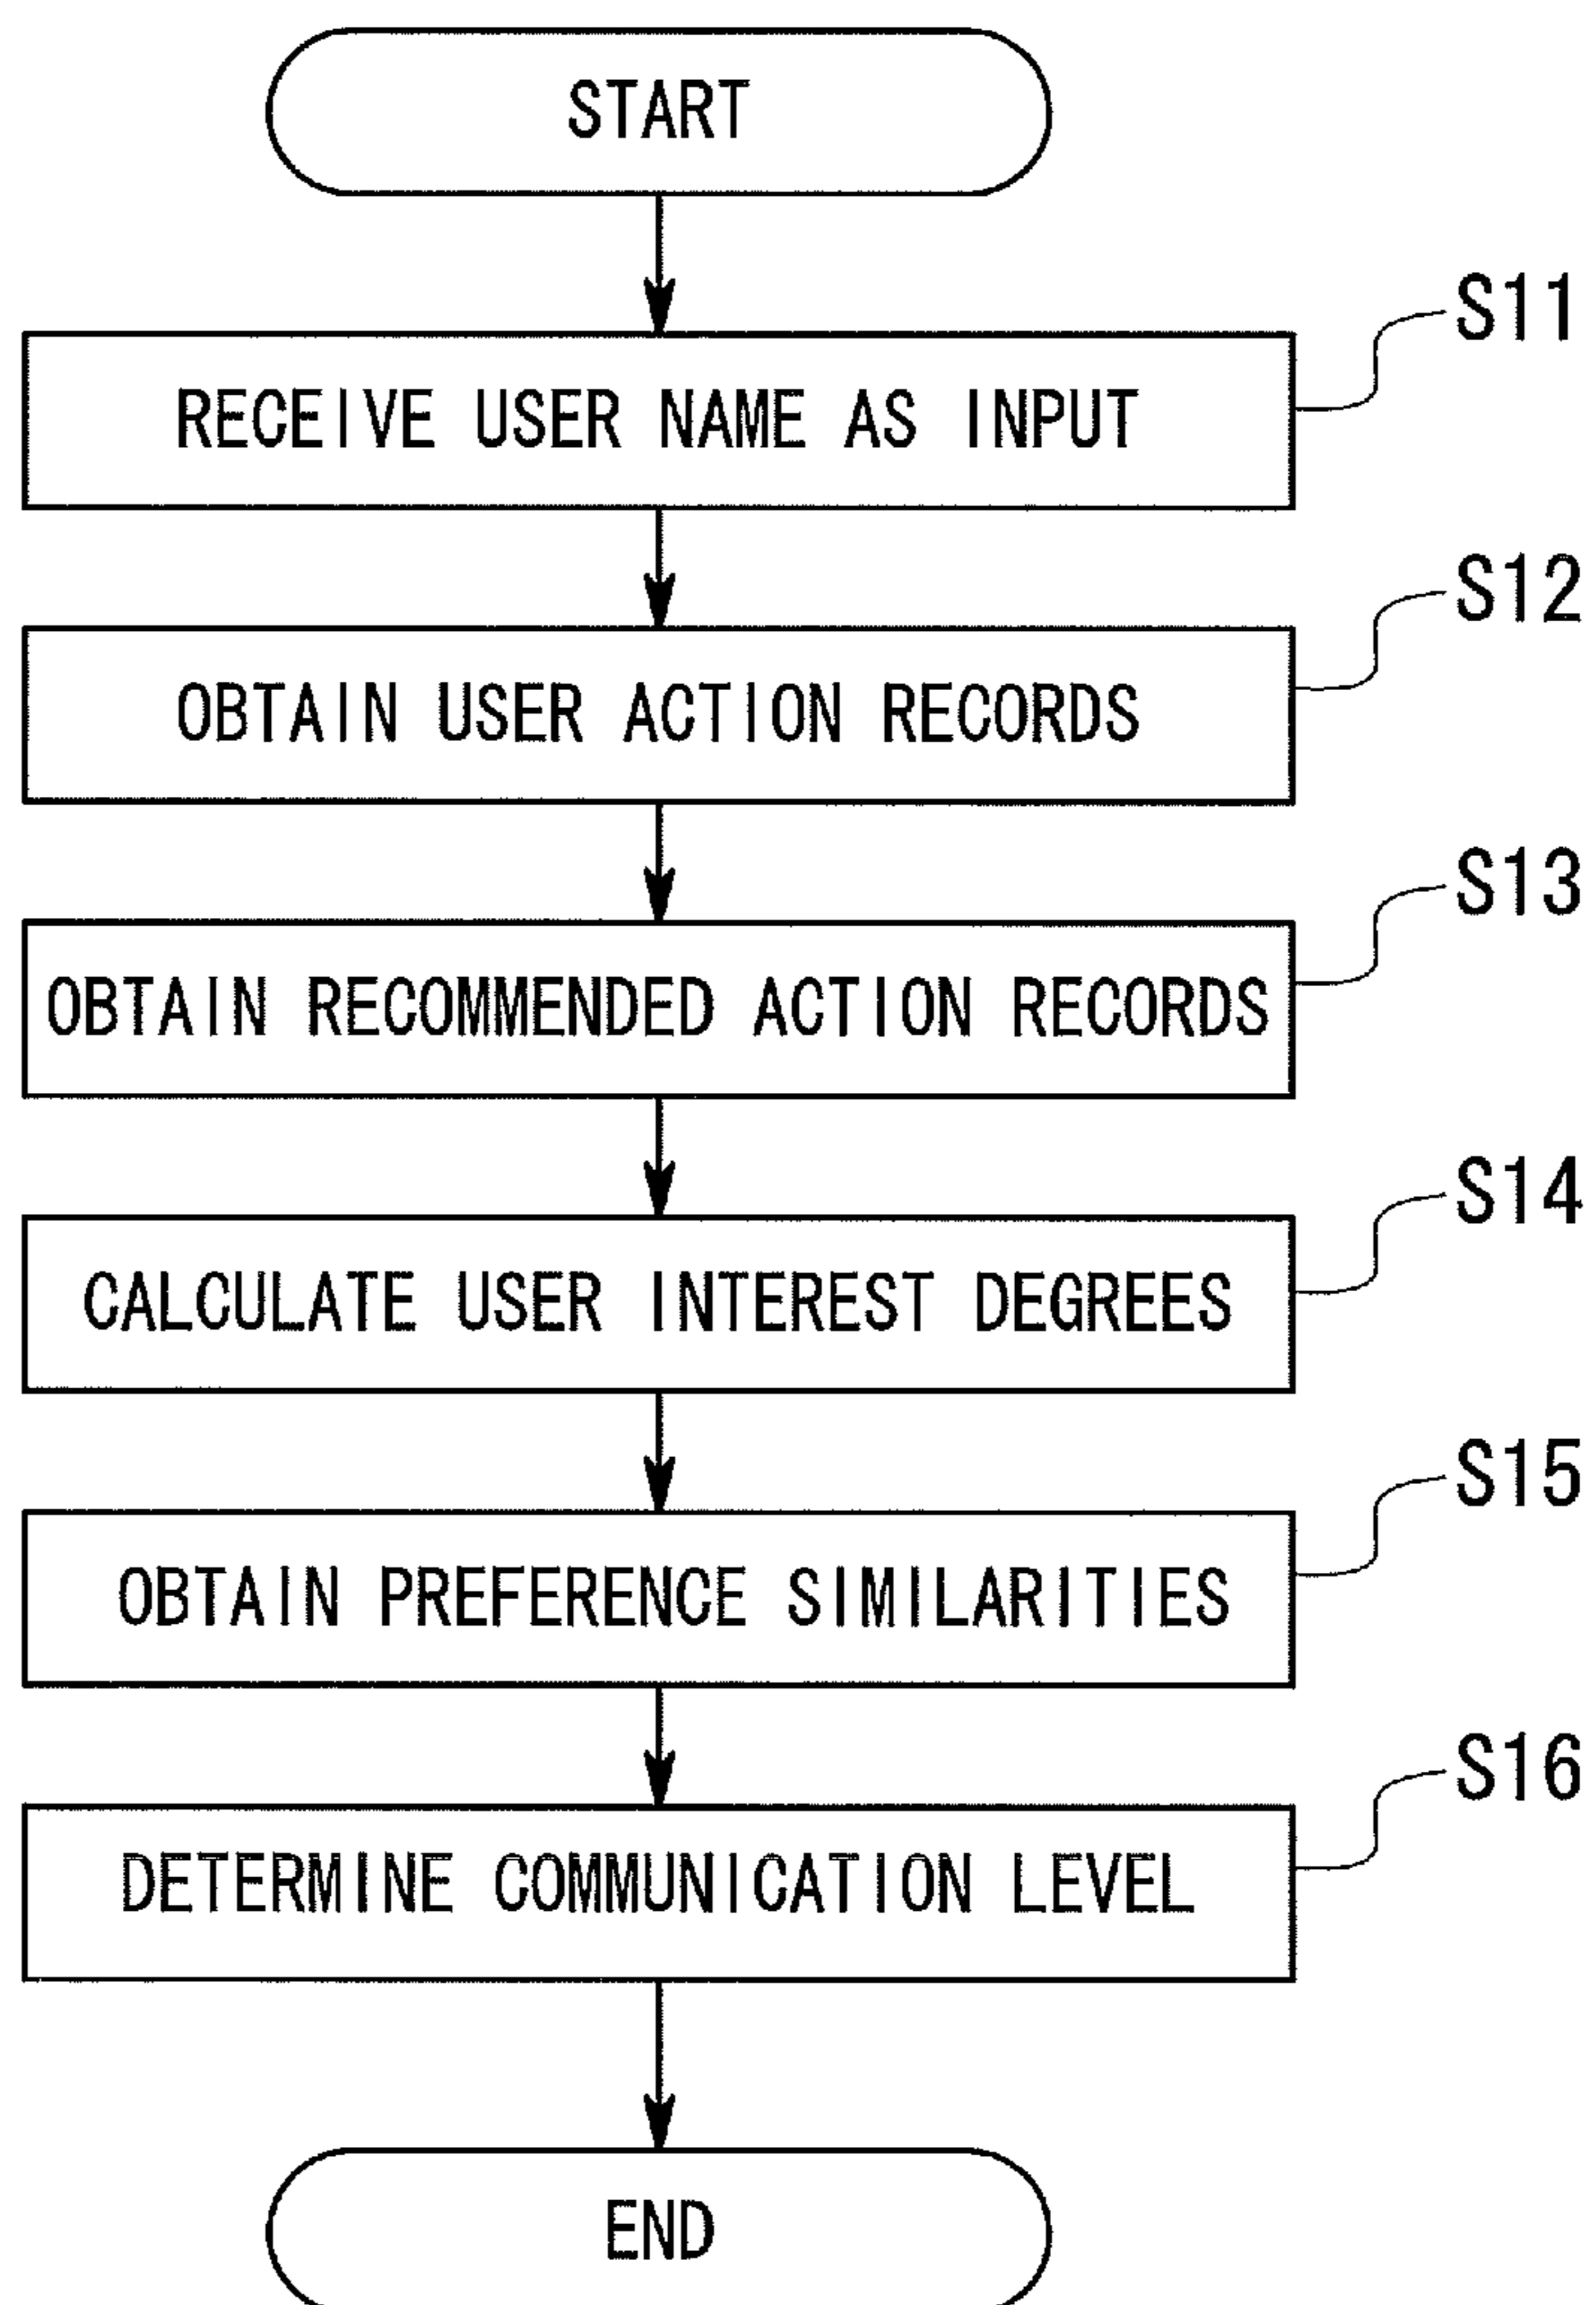 START
S11
RECEIVE USER NAME AS INPUT
S12
OBTAIN USER ACTION RECORDS
S13
OBTAIN RECOMMENDED ACTION RECORDS
S14
CALCULATE USER INTEREST DEGREES
S15
OBTAIN PREFERENCE SIMILARITIES
S16
DETERMINE COMMUNICATION LEVEL
END